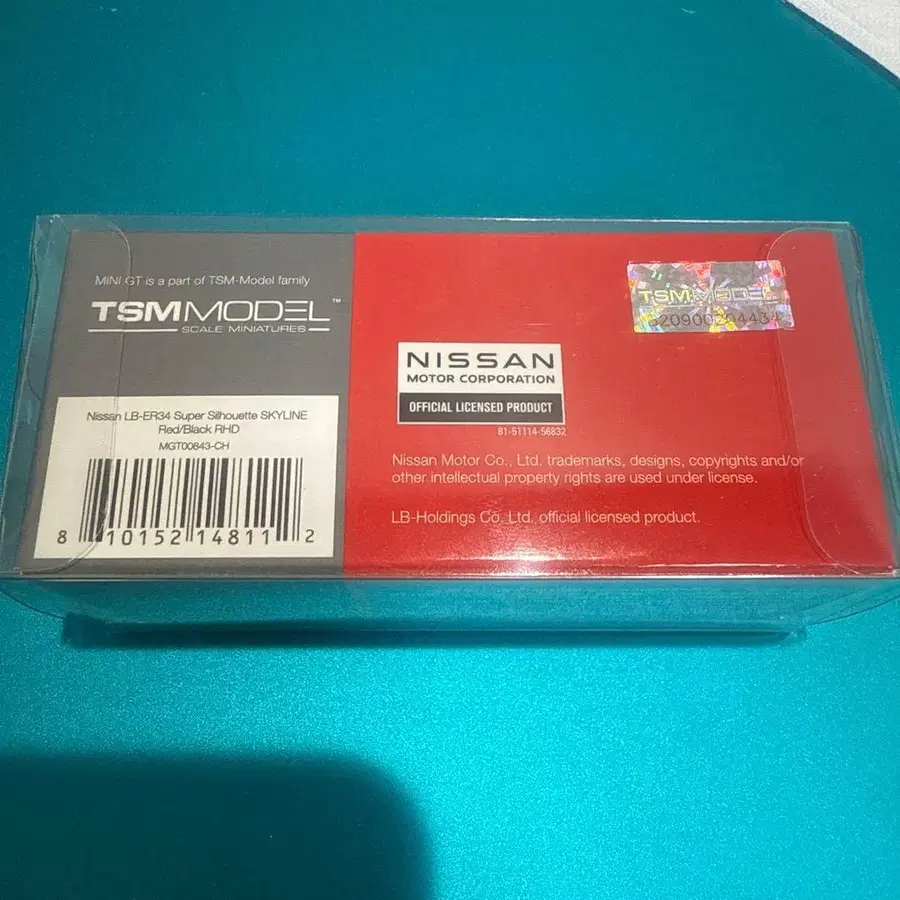 MINI GT is a part of TSM-Model family
TSMMODEL™
SCALE MINIATURES
Nissan LB-ER34 Super Silhouette SKYLINE
Red/Black RHD
MGT00843-CH
8 10152 14811 2
TSMMODEL
NISSAN
MOTOR CORPORATION
OFFICIAL LICENSED PRODUCT
81-51114-56832
Nissan Motor Co., Ltd. trademarks, designs, copyrights and/or
other intellectual property rights are used under license.
LB-Holdings Co. Ltd. official licensed product.